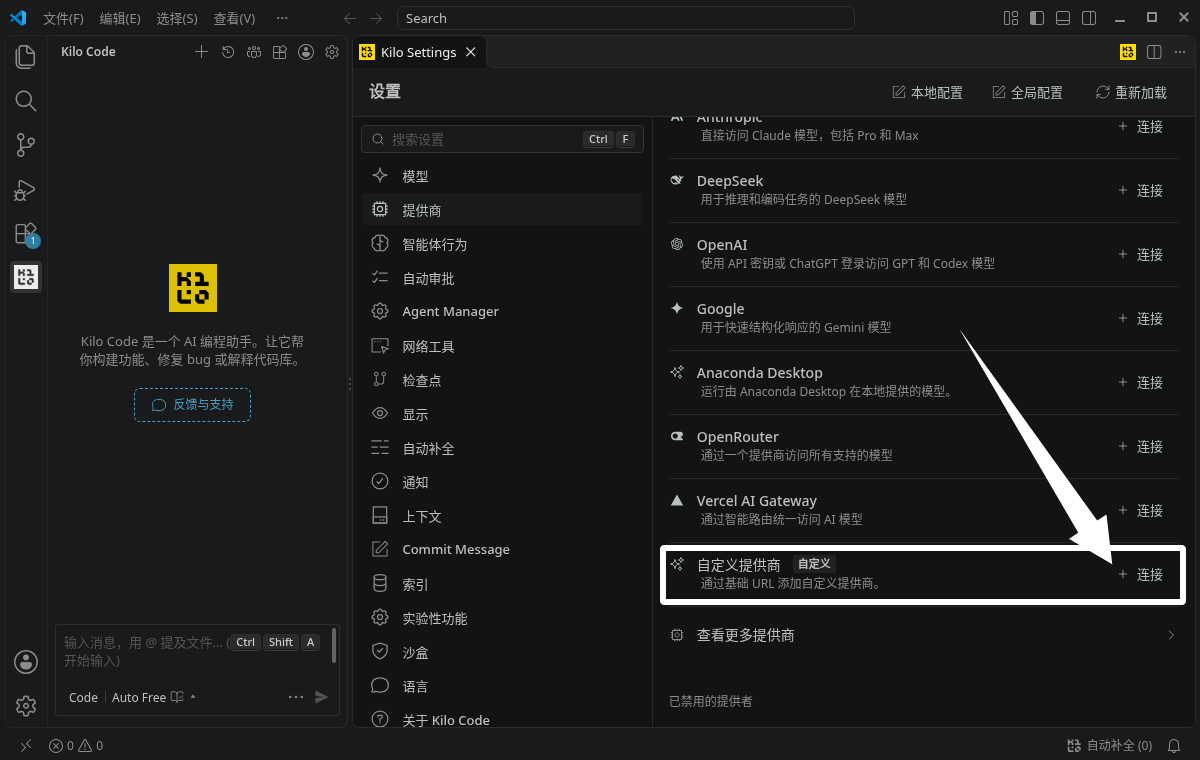 文件(F) 编辑(E) 选择(S) 查看(V) ··· Search
Kilo Code
Kilo Settings
设置
本地配置 全局配置 重新加载
搜索设置 Ctrl F
模型
提供商
智能体行为
自动审批
Agent Manager
网络工具
检查点
显示
自动补全
通知
上下文
Commit Message
索引
实验性功能
沙盒
语言
关于 Kilo Code
Anthropic
直接访问 Claude 模型，包括 Pro 和 Max
连接
DeepSeek
用于推理和编码任务的 DeepSeek 模型
连接
OpenAI
使用 API 密钥或 ChatGPT 登录访问 GPT 和 Codex 模型
连接
Google
用于快速结构化响应的 Gemini 模型
连接
Anaconda Desktop
运行由 Anaconda Desktop 在本地提供的模型。
连接
OpenRouter
通过一个提供商访问所有支持的模型
连接
Vercel AI Gateway
通过智能路由统一访问 AI 模型
连接
自定义提供商 自定义
通过基础 URL 添加自定义提供商。
连接
查看更多提供商
已禁用的提供者
1
KILO
Kilo Code 是一个 AI 编程助手。让它帮
你构建功能、修复 bug 或解释代码库。
反馈与支持
输入消息，用 @ 提及文件... ( Ctrl Shift A
开始输入)
Code Auto Free
0 0
自动补全 (0)